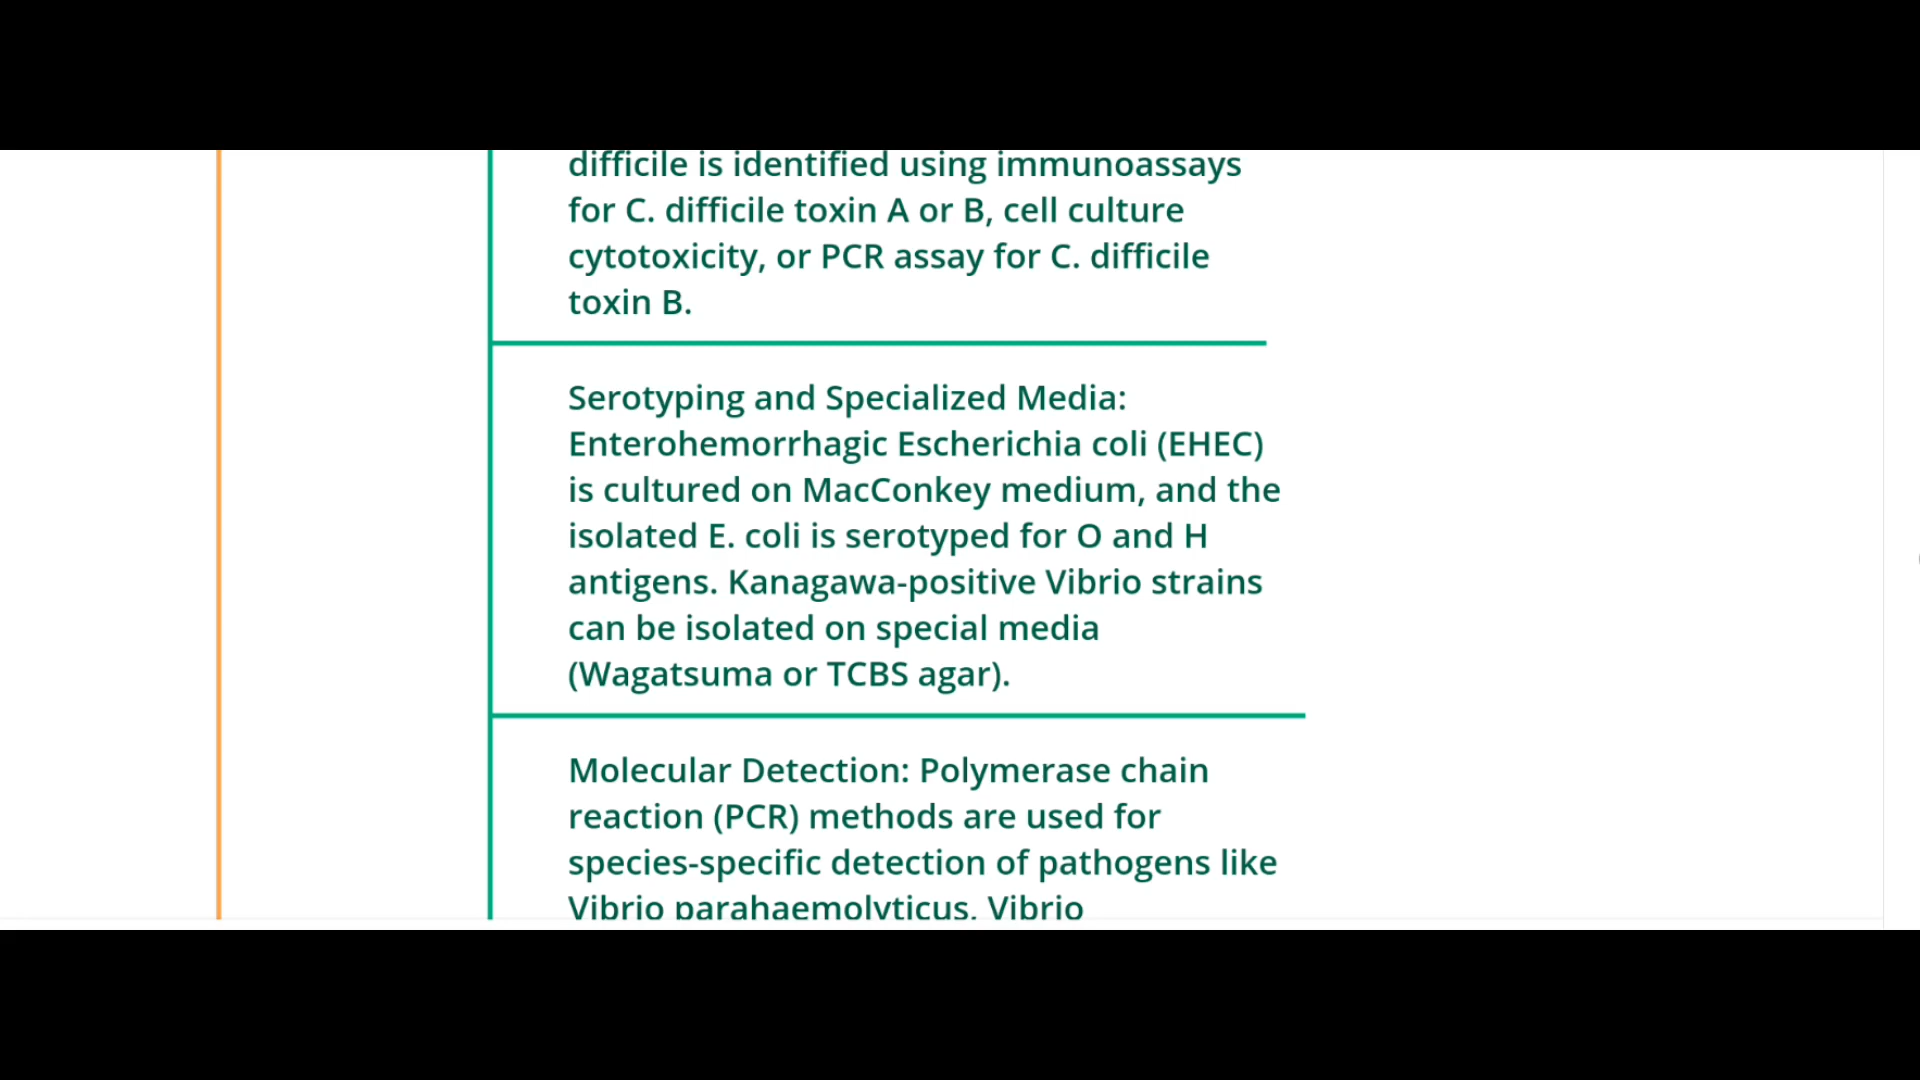 difficile is identified using immunoassays
for C. difficile toxin A or B, cell culture
cytotoxicity, or PCR assay for C. difficile
toxin B.
Serotyping and Specialized Media:
Enterohemorrhagic Escherichia coli (EHEC)
is cultured on MacConkey medium, and the
isolated E. coli is serotyped for O and H
antigens. Kanagawa-positive Vibrio strains
can be isolated on special media
(Wagatsuma or TCBS agar).
Molecular Detection: Polymerase chain
reaction (PCR) methods are used for
species-specific detection of pathogens like
Vibrio parahaemolyticus, Vibrio